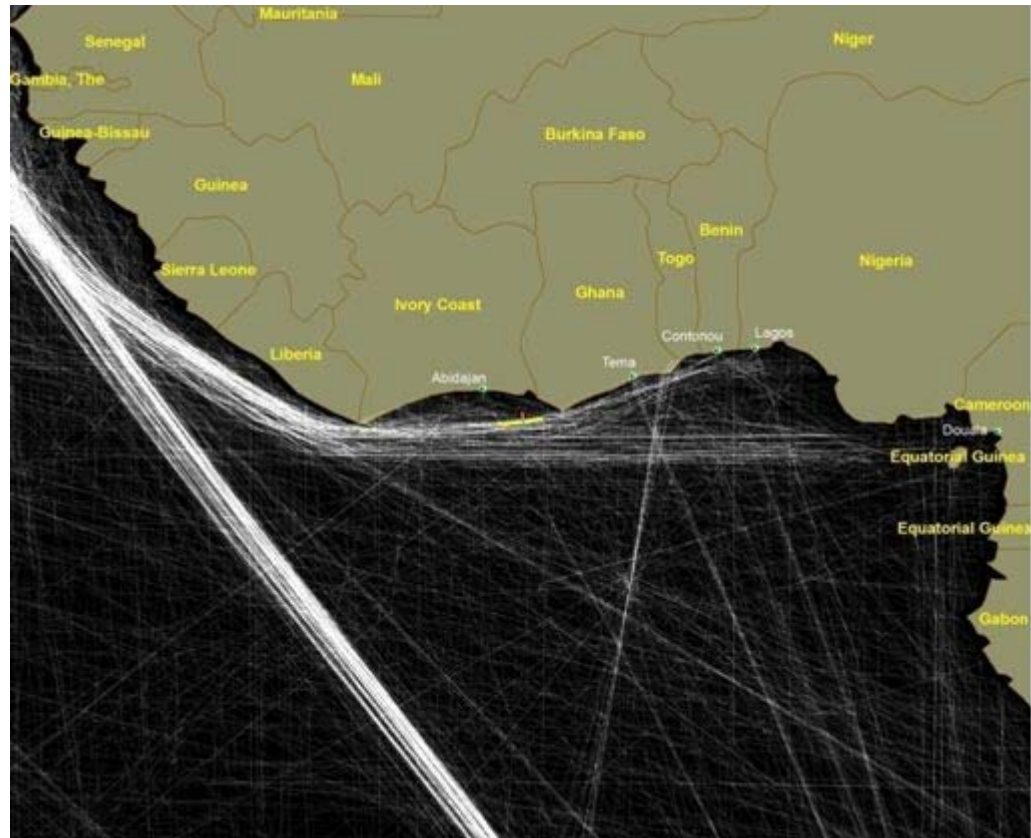 Mauritania
Senegal
Niger
Gambia, The
Mali
Guinea-Bissau
Burkina Faso
Guinea
Benin
Togo
Nigeria
Sierra Leone
Ghana
Ivory Coast
Contonou
Lagos
Liberia
Tema
Abidajan
Cameroon
Douala
Equatorial Guinea
Equatorial Guinea
Gabon